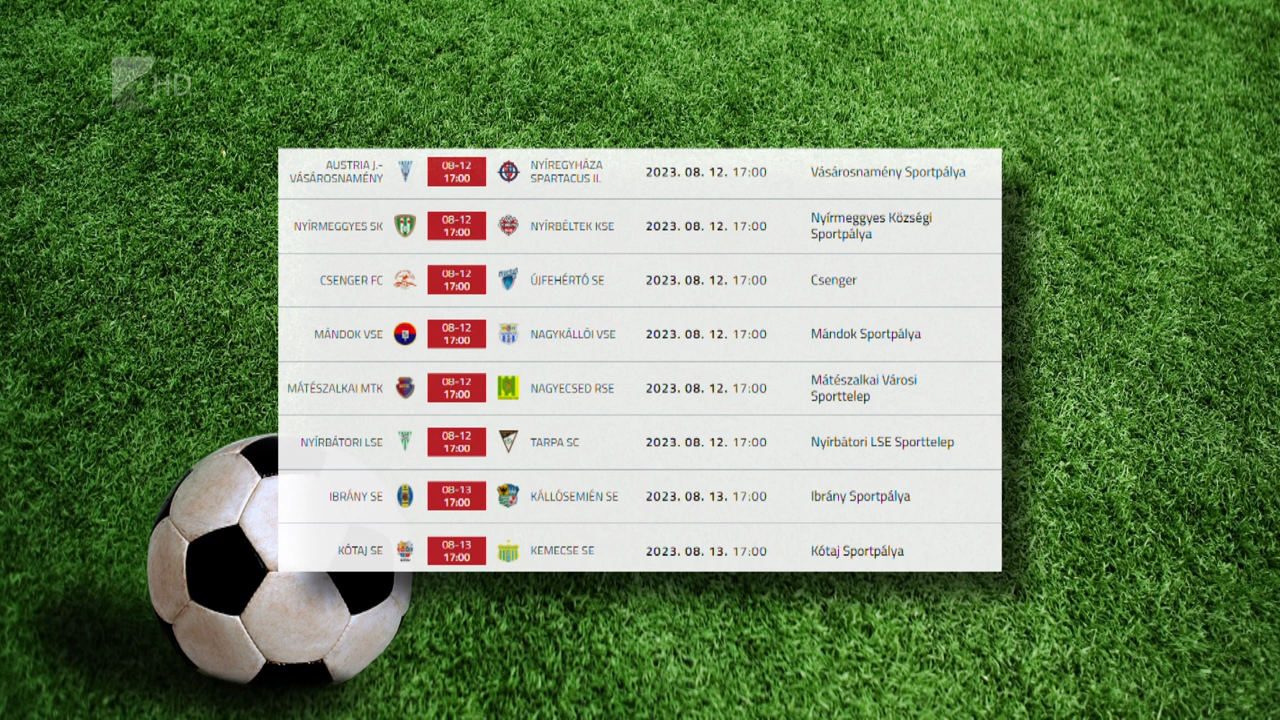 HD
AUSTRIA J.- VÁSÁROSNAMÉNY 08-12 17:00 NYÍREGYHÁZA SPARTACUS II. 2023. 08. 12. 17:00 Vásárosnamény Sportpálya
NYÍRMEGGYES SK 08-12 17:00 NYÍRBÉLTEK KSE 2023. 08. 12. 17:00 Nyírmeggyes Községi Sportpálya
CSENGER FC 08-12 17:00 ÚJFEHÉRTÓ SE 2023. 08. 12. 17:00 Csenger
MÁNDOK VSE 08-12 17:00 NAGYKÁLLÓI VSE 2023. 08. 12. 17:00 Mándok Sportpálya
MÁTÉSZALKAI MTK 08-12 17:00 NAGYECSED RSE 2023. 08. 12. 17:00 Mátészalkai Városi Sporttelep
NYÍRBÁTORI LSE 08-12 17:00 TARPA SC 2023. 08. 12. 17:00 Nyírbátori LSE Sporttelep
IBRÁNY SE 08-13 17:00 KÁLLÓSEMJÉN SE 2023. 08. 13. 17:00 Ibrány Sportpálya
KÓTAJ SE 08-13 17:00 KEMECSE SE 2023. 08. 13. 17:00 Kótaj Sportpálya